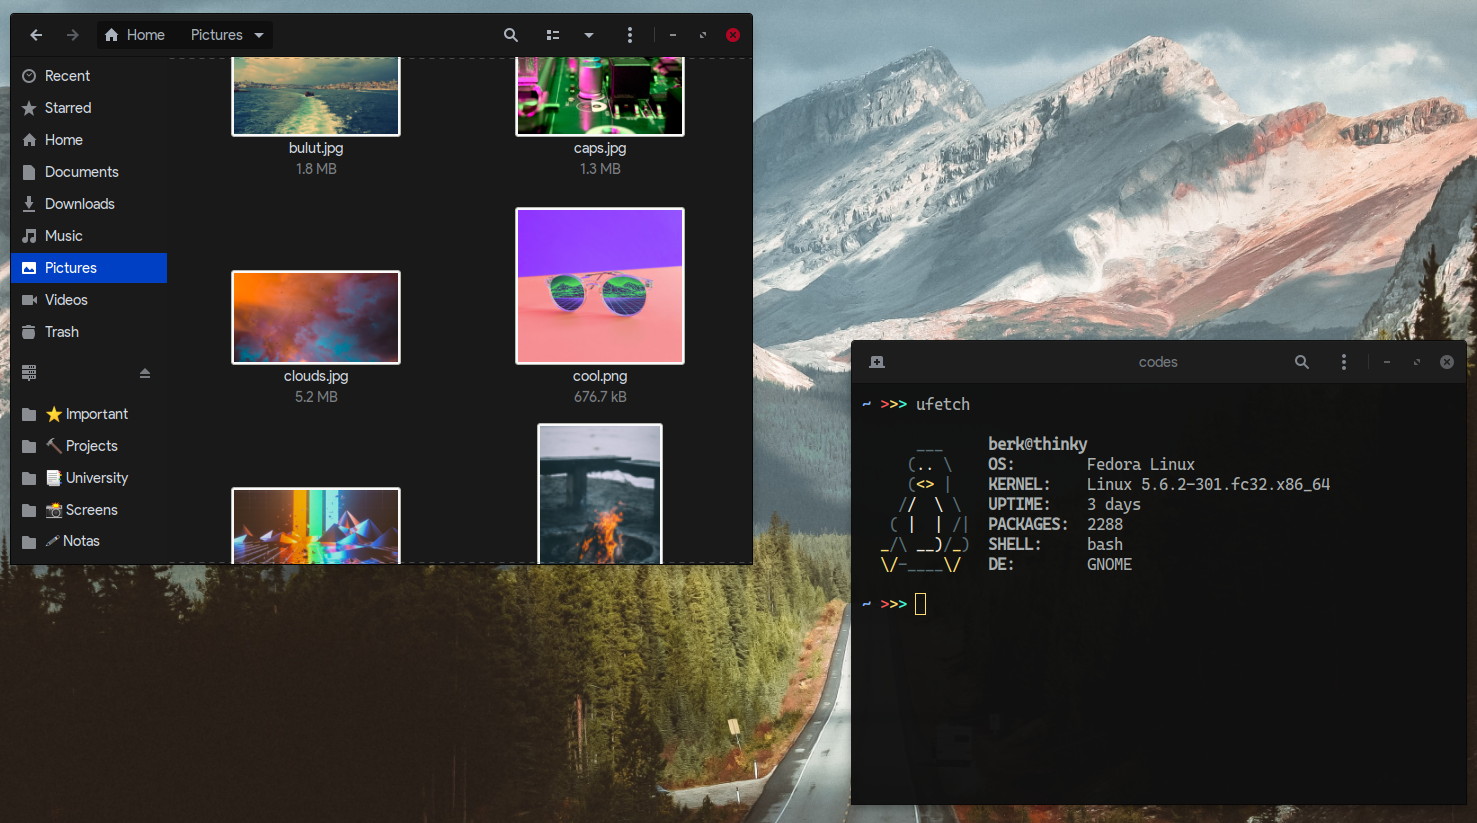 Home Pictures
Recent
Starred
Home
Documents
Downloads
Music
Pictures
Videos
Trash
⭐ Important
🔨 Projects
📑 University
📸 Screens
🖊 Notas
bulut.jpg
1.8 MB
caps.jpg
1.3 MB
clouds.jpg
5.2 MB
cool.png
676.7 kB
codes
~ >>> ufetch
berk@thinky
OS: Fedora Linux
KERNEL: Linux 5.6.2-301.fc32.x86_64
UPTIME: 3 days
PACKAGES: 2288
SHELL: bash
DE: GNOME
~ >>>